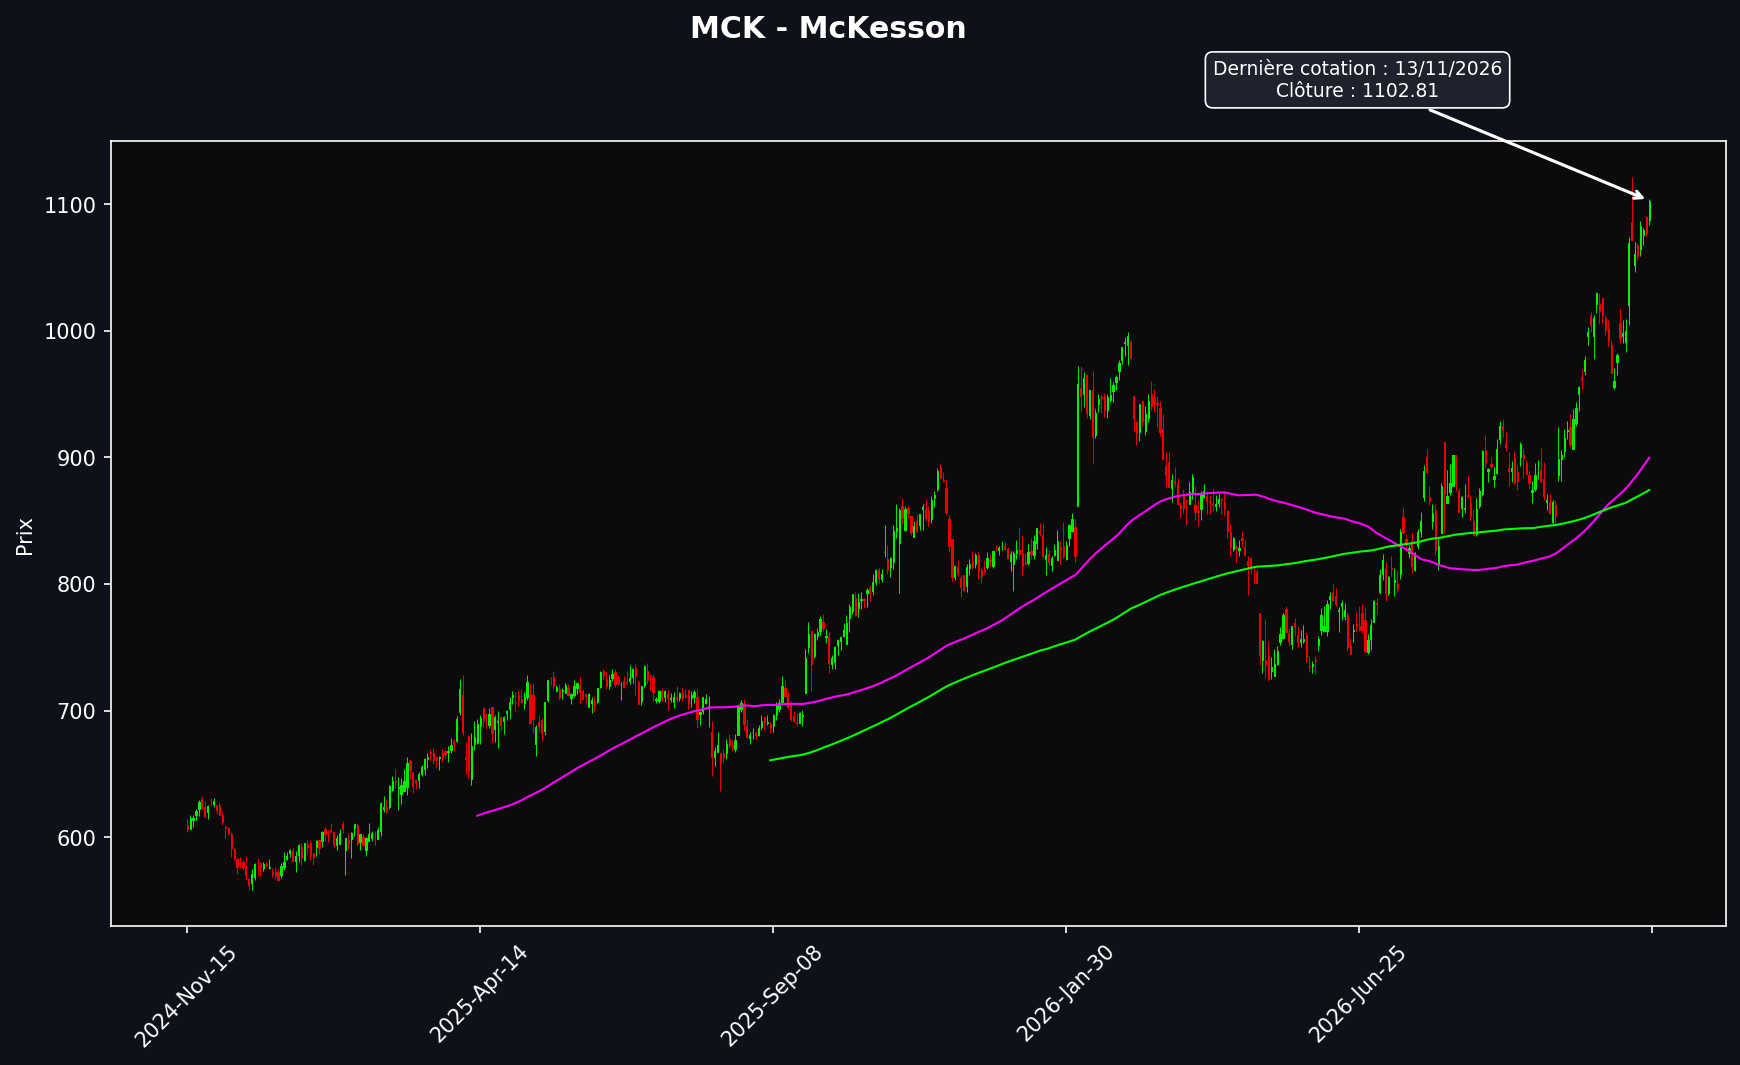 MCK - McKesson
Dernière cotation : 13/11/2026
Clôture : 1102.81
Prix
1100
1000
900
800
700
600
2024-Nov-15
2025-Apr-14
2025-Sep-08
2026-Jan-30
2026-Jun-25